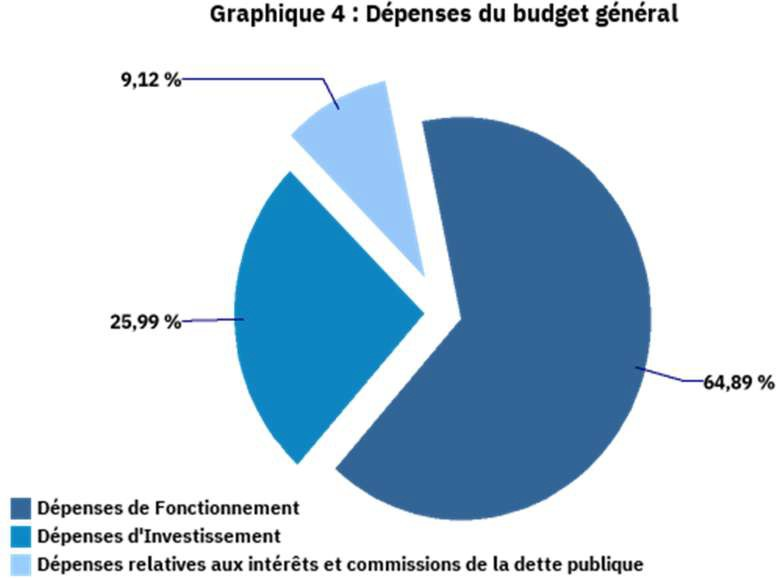 Graphique 4 : Dépenses du budget général
9,12 %
25,99 %
64,89 %
Dépenses de Fonctionnement
Dépenses d'Investissement
Dépenses relatives aux intérêts et commissions de la dette publique